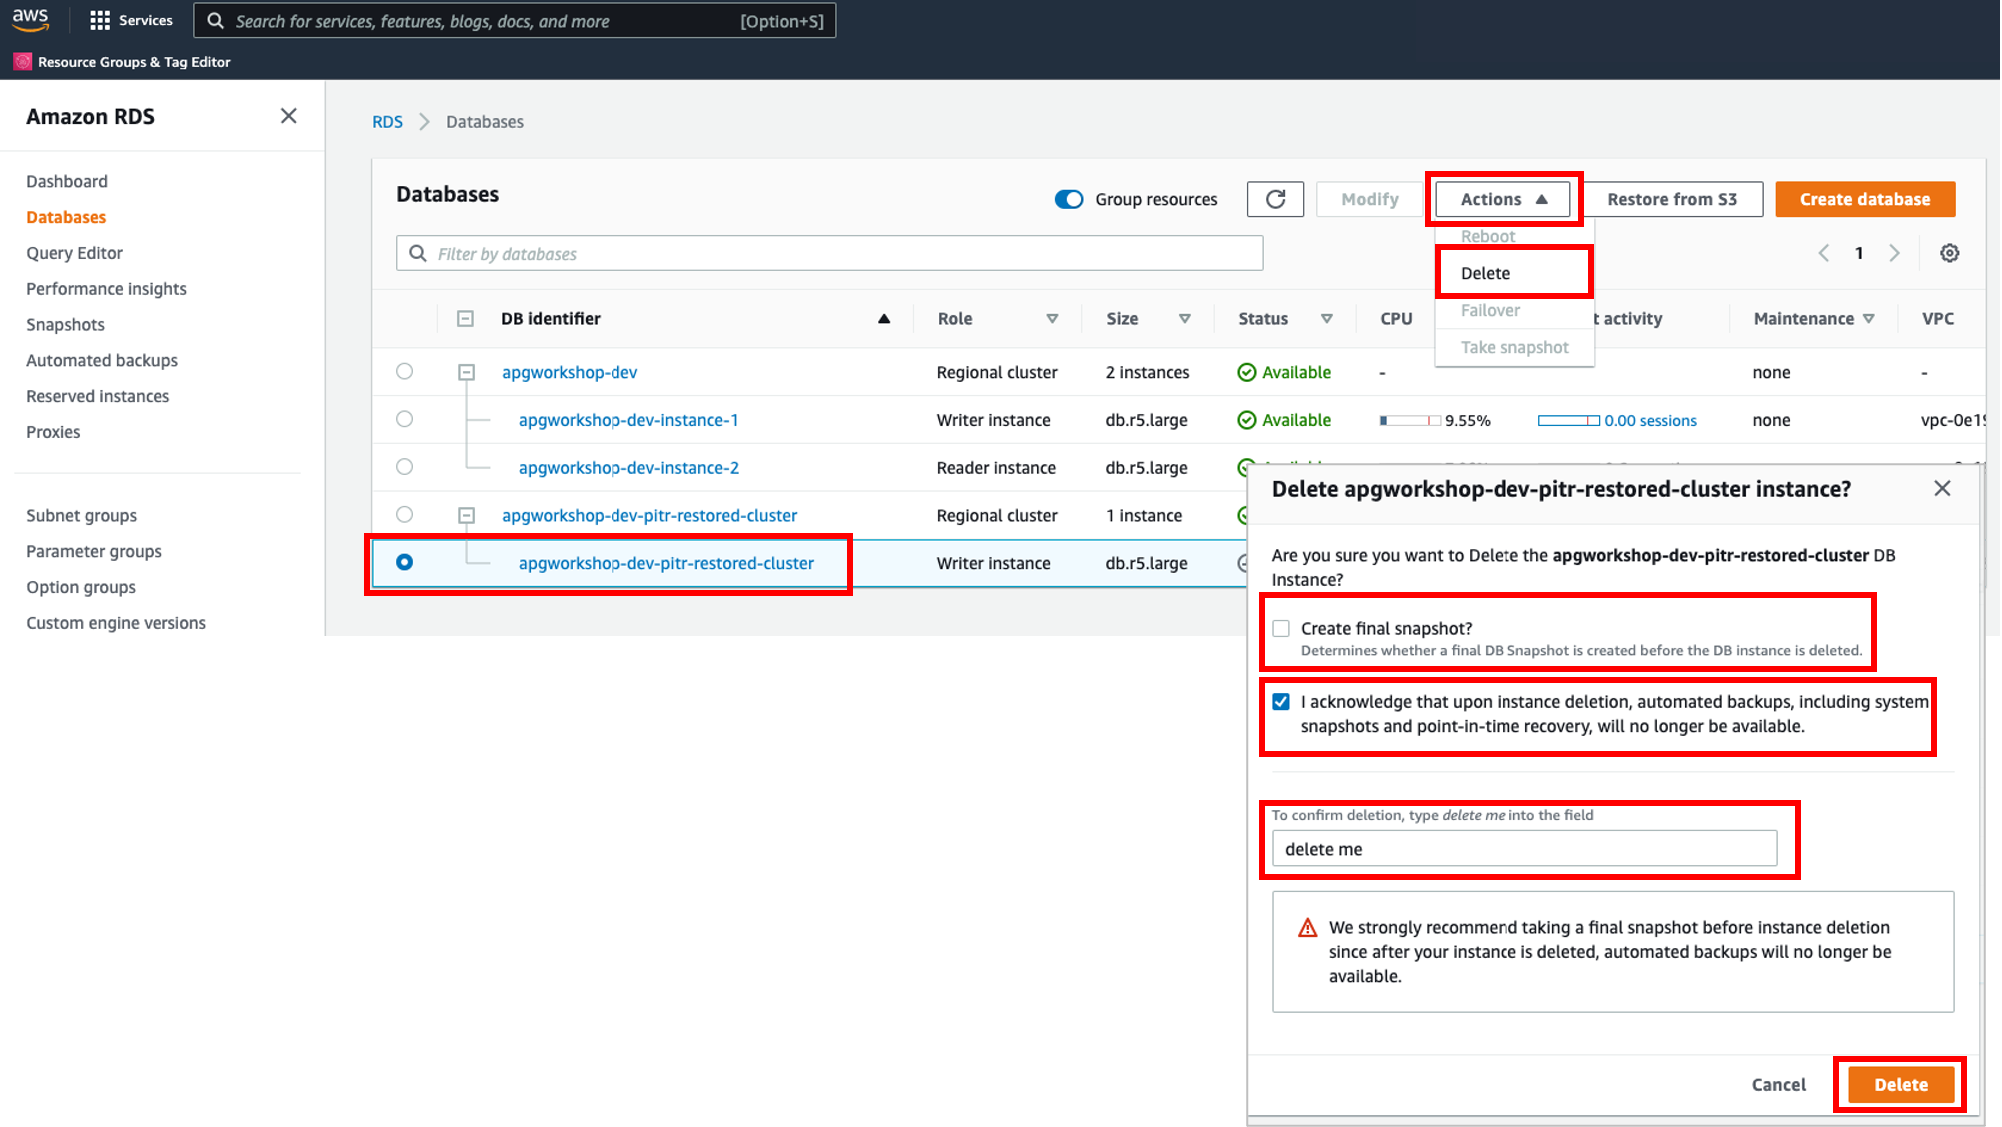 aws
Services
Search for services, features, blogs, docs, and more
[Option+S]
Resource Groups & Tag Editor
Amazon RDS
Dashboard
Databases
Query Editor
Performance insights
Snapshots
Automated backups
Reserved instances
Proxies
Subnet groups
Parameter groups
Option groups
Custom engine versions
RDS
Databases
Databases
Group resources
Modify
Actions
Restore from S3
Create database
Reboot
Delete
Failover
Take snapshot
Filter by databases
1
DB identifier Role Size Status CPU t activity Maintenance VPC
apgworkshop-dev Regional cluster 2 instances Available - none -
apgworkshop-dev-instance-1 Writer instance db.r5.large Available 9.55% 0.00 sessions none vpc-0e19
apgworkshop-dev-instance-2 Reader instance db.r5.large
apgworkshop-dev-pitr-restored-cluster Regional cluster 1 instance
apgworkshop-dev-pitr-restored-cluster Writer instance db.r5.large
Delete apgworkshop-dev-pitr-restored-cluster instance?
Are you sure you want to Delete the apgworkshop-dev-pitr-restored-cluster DB
Instance?
Create final snapshot?
Determines whether a final DB Snapshot is created before the DB instance is deleted.
I acknowledge that upon instance deletion, automated backups, including system
snapshots and point-in-time recovery, will no longer be available.
To confirm deletion, type delete me into the field
delete me
We strongly recommend taking a final snapshot before instance deletion
since after your instance is deleted, automated backups will no longer be
available.
Cancel
Delete